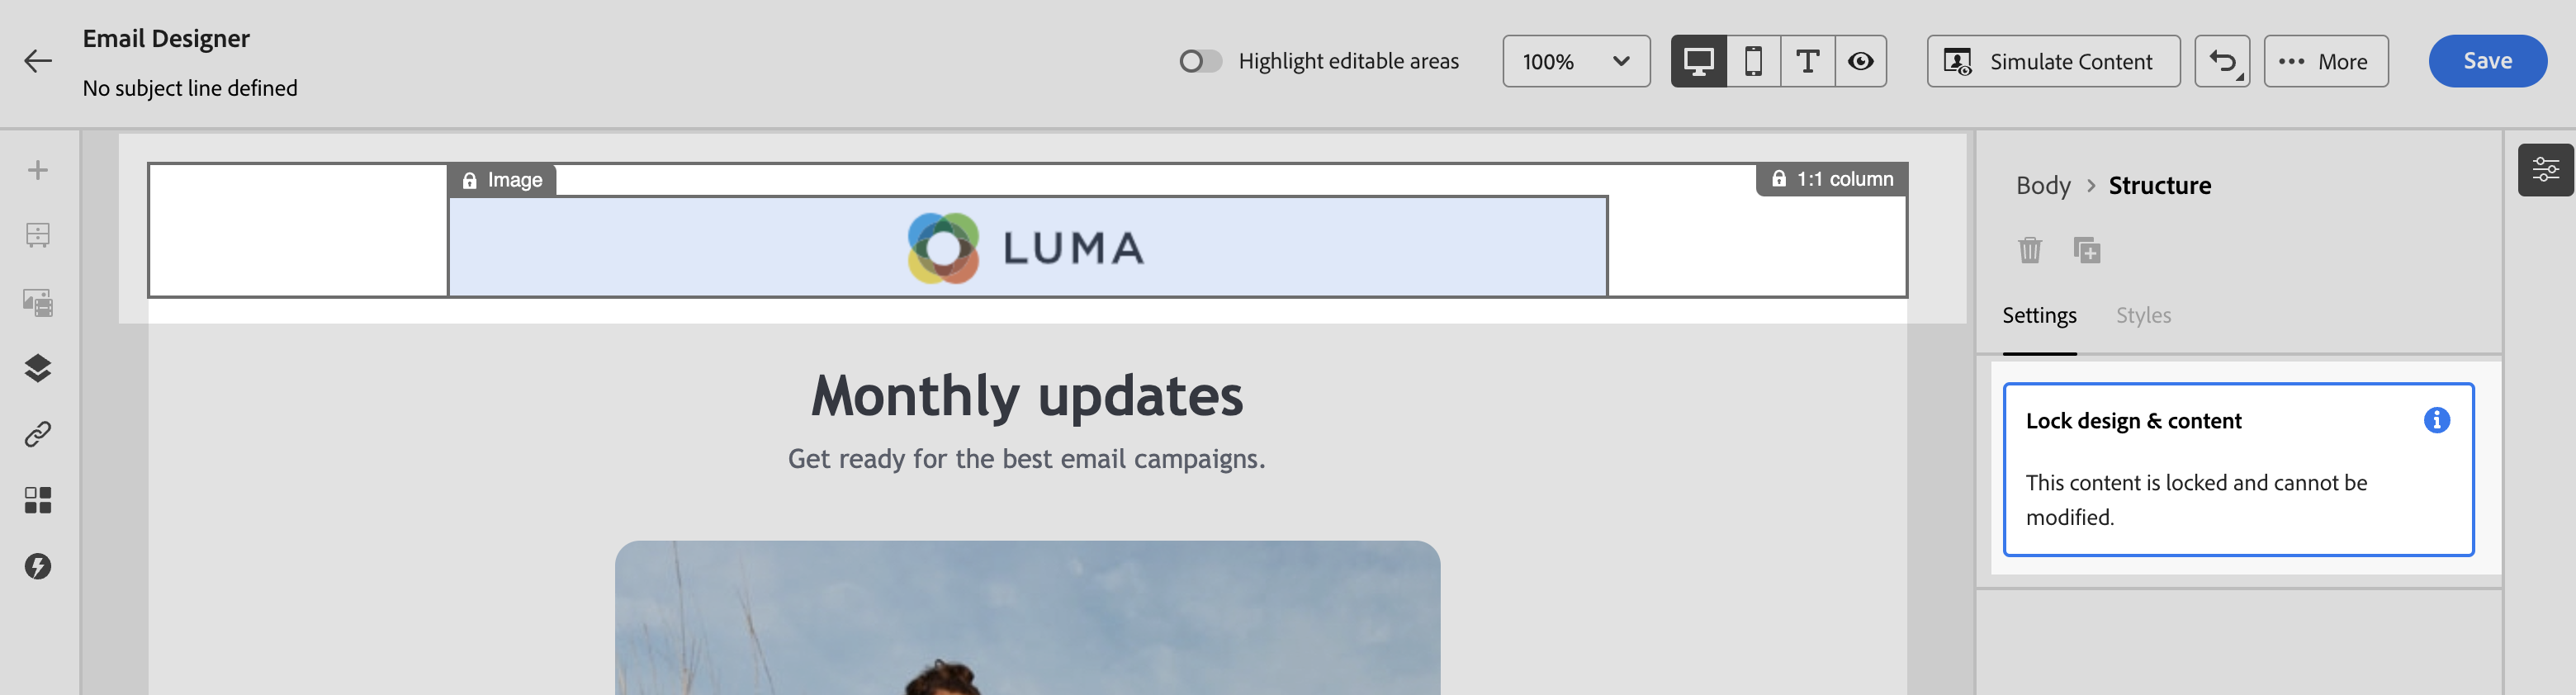 Email Designer
No subject line defined
Highlight editable areas
100%
Simulate Content
More
Save
Image
1:1 column
LUMA
Monthly updates
Get ready for the best email campaigns.
Body > Structure
Settings
Styles
Lock design & content
This content is locked and cannot be
modified.